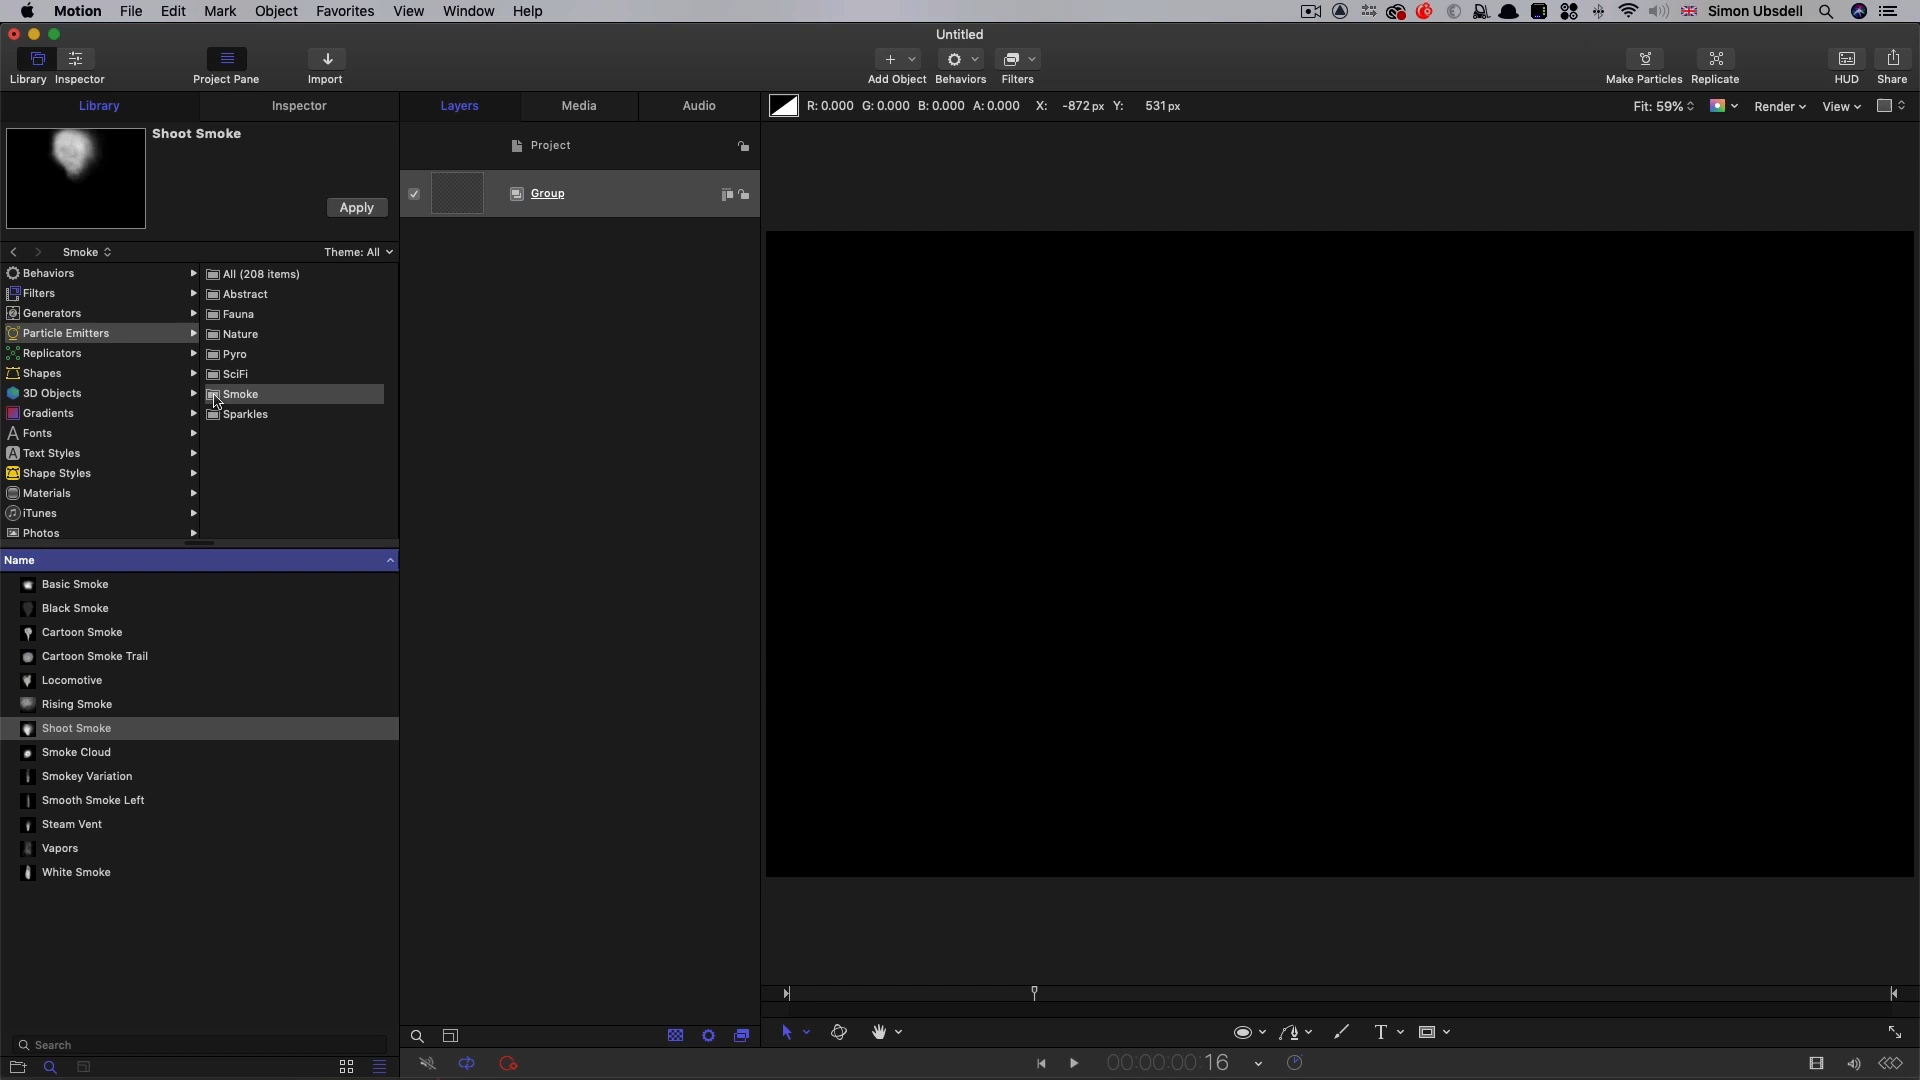 Motion File Edit Mark Object Favorites View Window Help Simon Ubsdell
Untitled
Library Inspector Project Pane Import Add Object Behaviors Filters Make Particles Replicate HUD Share
Library Inspector Layers Media Audio R: 0.000 G: 0.000 B: 0.000 A: 0.000 X: -872 px Y: 531 px Fit: 59% Render View
Shoot Smoke
Apply
Project
Group
Smoke Theme: All
Behaviors
Filters
Generators
Particle Emitters
Replicators
Shapes
3D Objects
Gradients
Fonts
Text Styles
Shape Styles
Materials
iTunes
Photos
All (208 items)
Abstract
Fauna
Nature
Pyro
SciFi
Smoke
Sparkles
Name
Basic Smoke
Black Smoke
Cartoon Smoke
Cartoon Smoke Trail
Locomotive
Rising Smoke
Shoot Smoke
Smoke Cloud
Smokey Variation
Smooth Smoke Left
Steam Vent
Vapors
White Smoke
Search
T
00:00:00:16